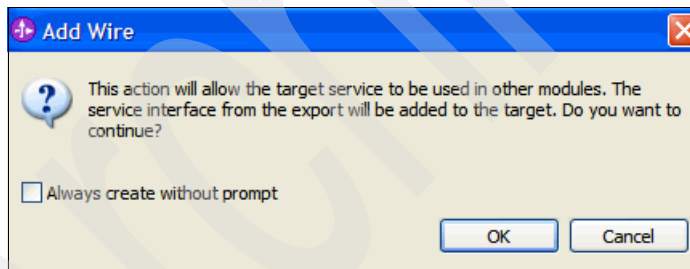 Add Wire
This action will allow the target service to be used in other modules. The
service interface from the export will be added to the target. Do you want to
continue?
Always create without prompt
OK
Cancel